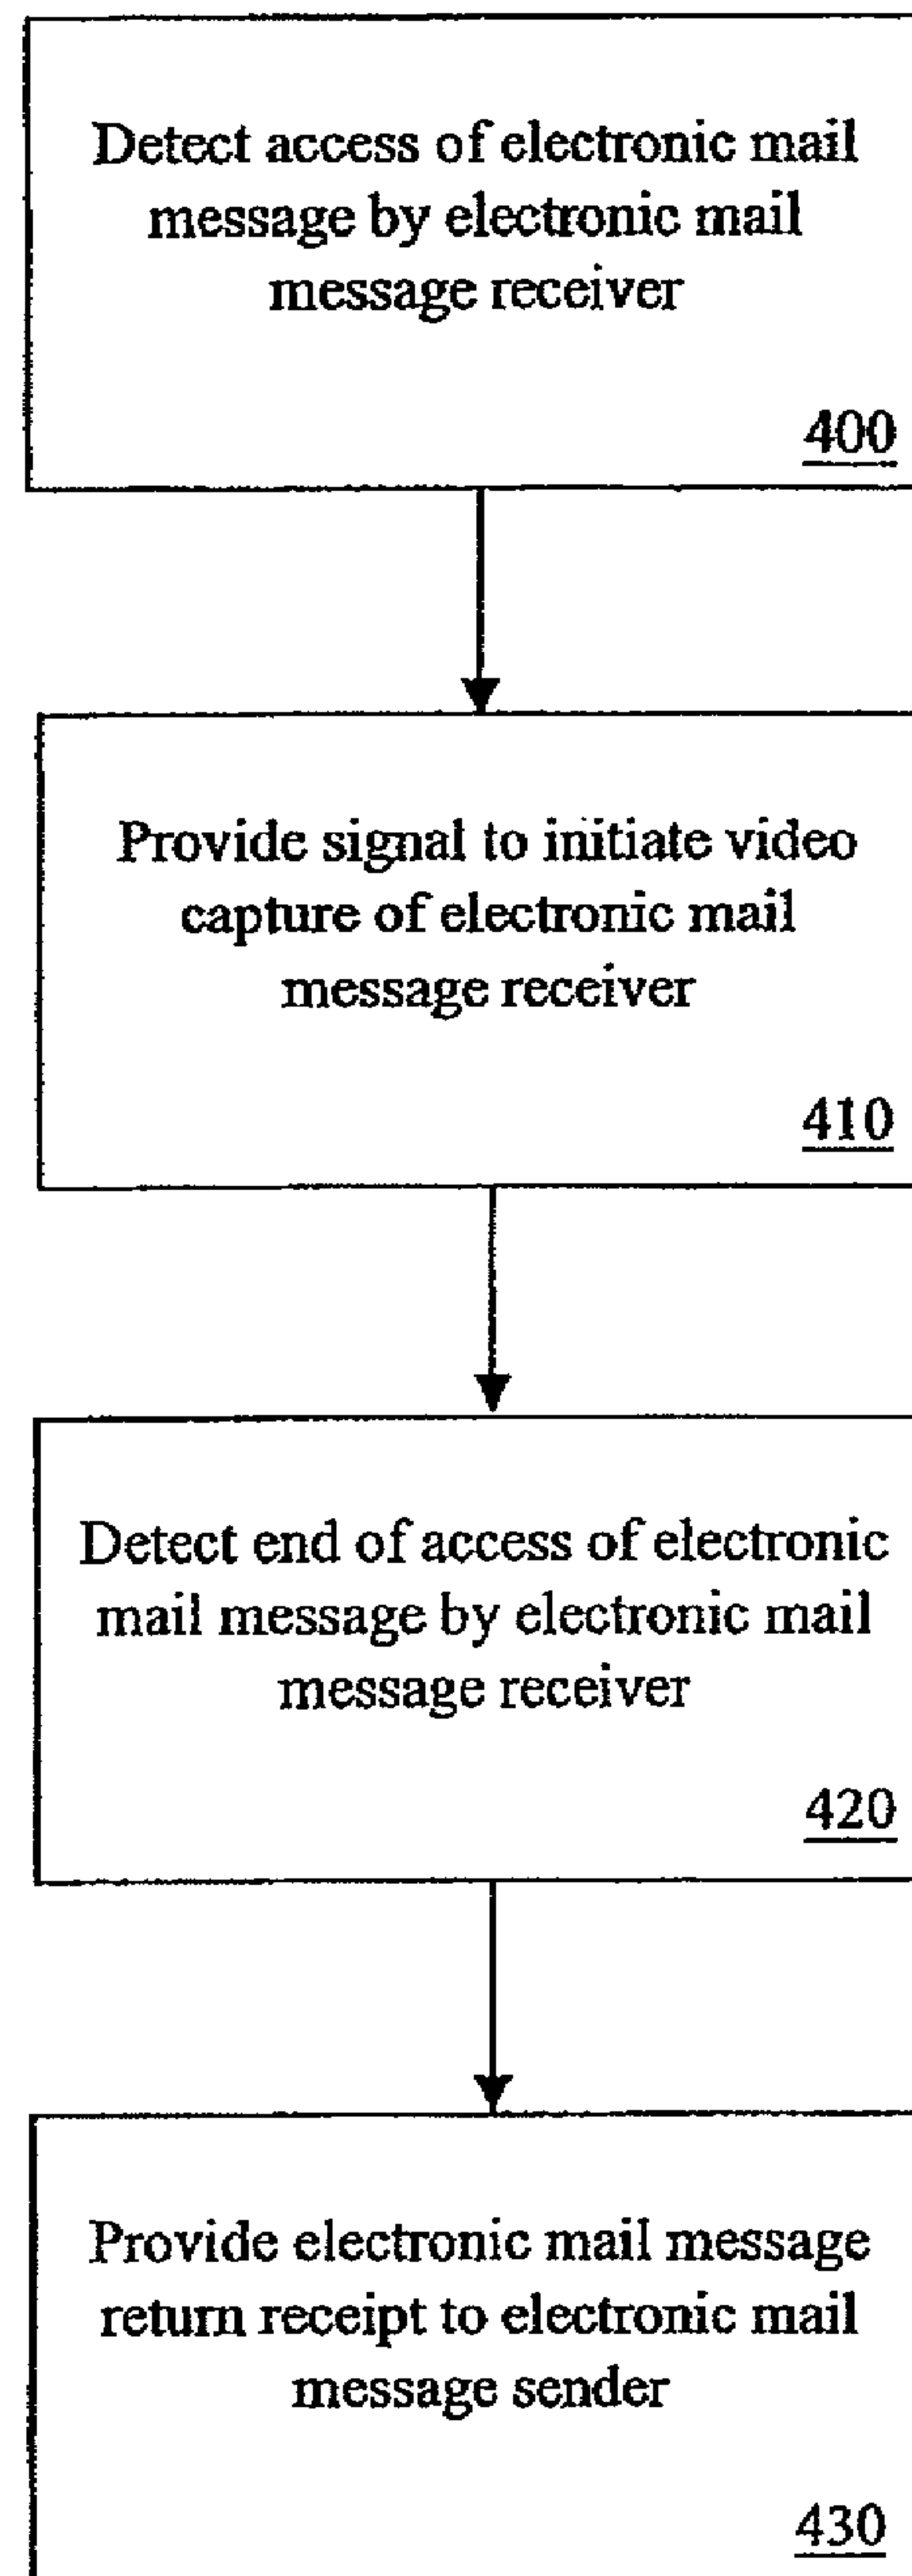 Detect access of electronic mail
message by electronic mail
message receiver
400
Provide signal to initiate video
capture of electronic mail
message receiver
410
Detect end of access of electronic
mail message by electronic mail
message receiver
420
Provide electronic mail message
return receipt to electronic mail
message sender
430